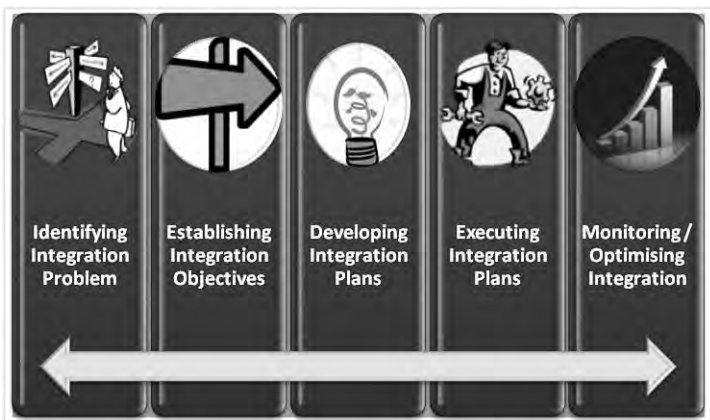 Identifying
Integration
Problem
Establishing
Integration
Objectives
Developing
Integration
Plans
Executing
Integration
Plans
Monitoring/
Optimising
Integration